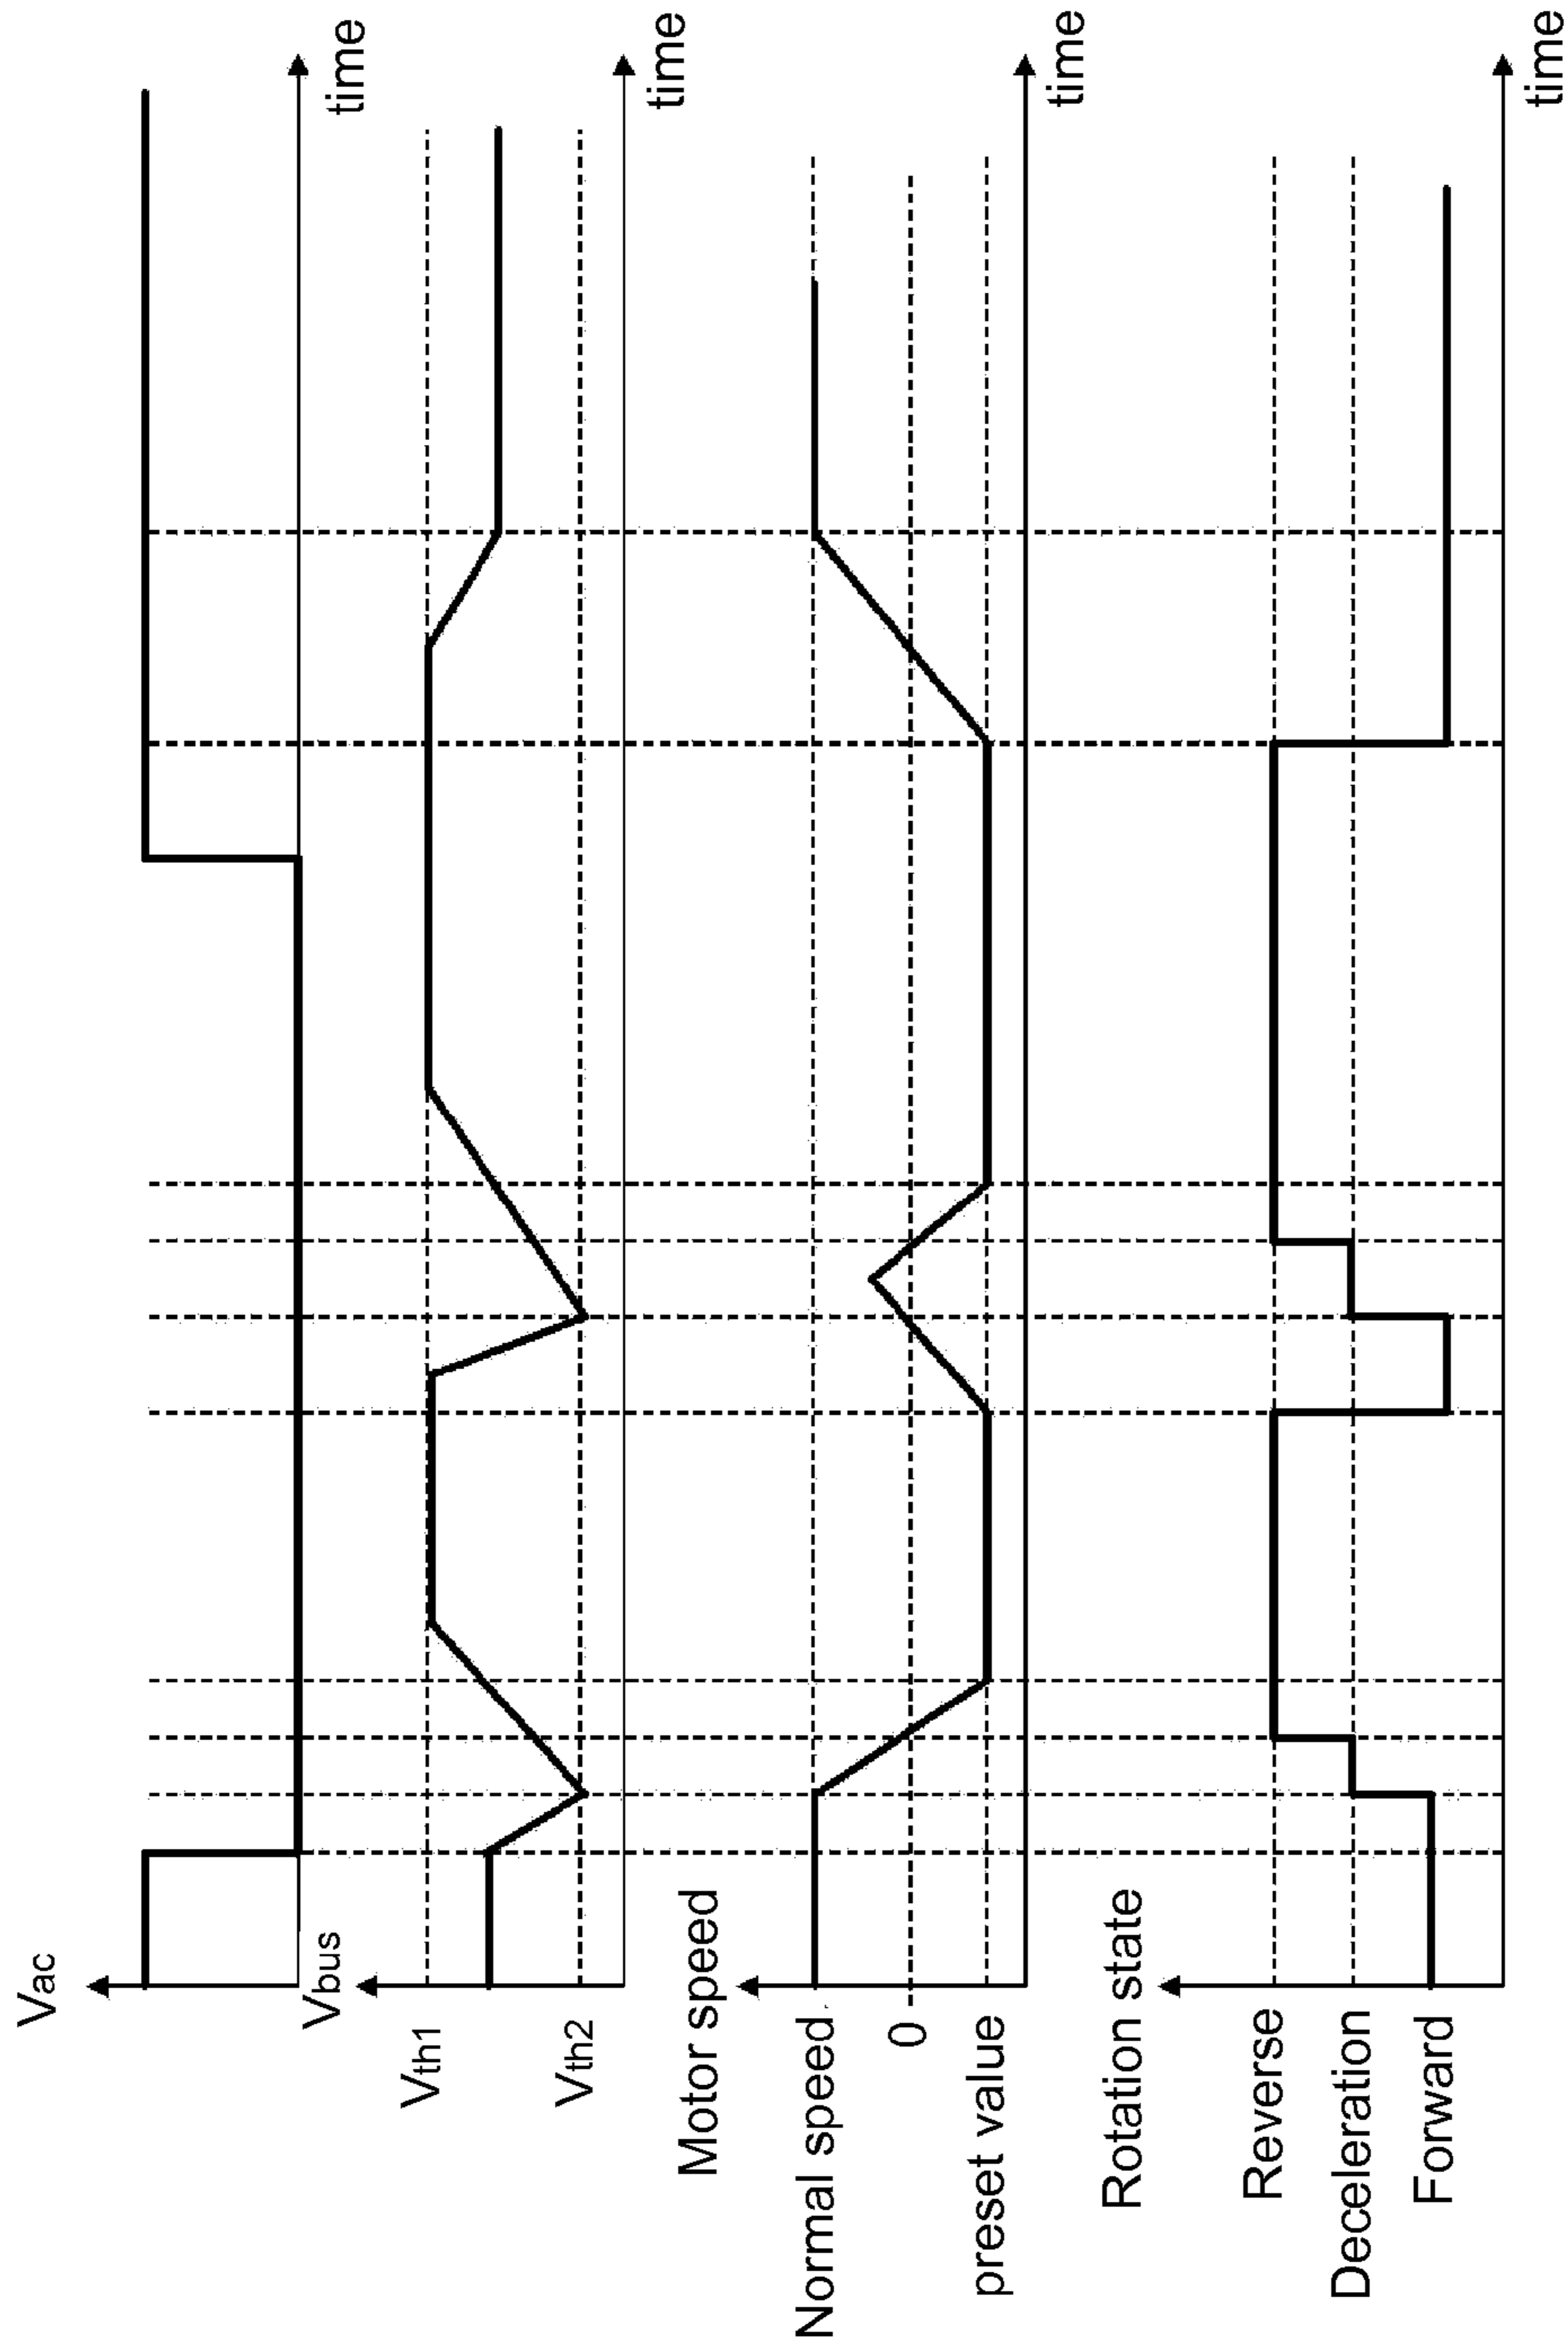 Vac
time
Vbus
Vth1
Vth2
time
Motor speed
Normal speed
0
preset value
time
Rotation state
Reverse
Deceleration
Forward
time